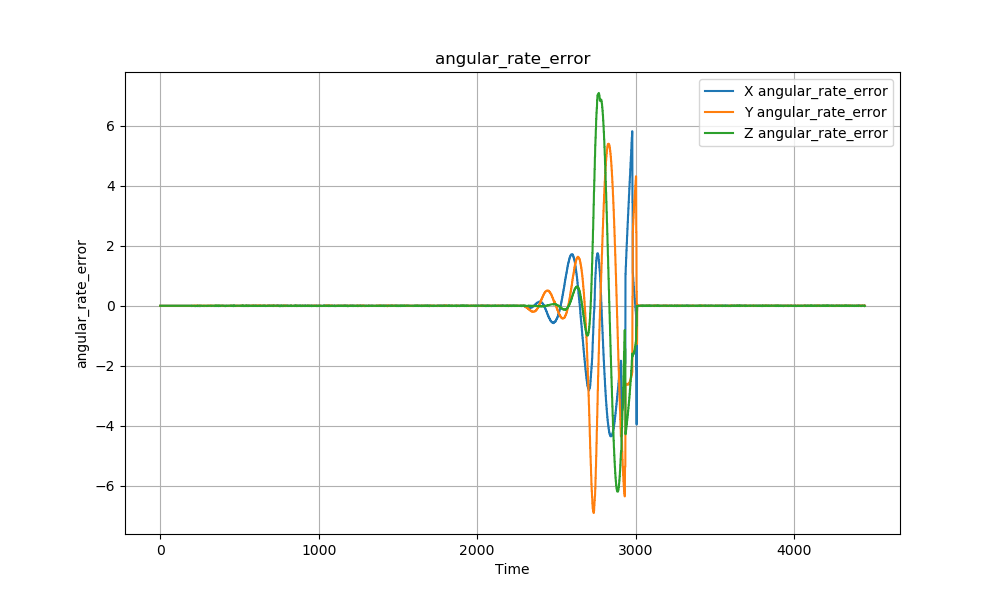 angular_rate_error
X angular_rate_error
Y angular_rate_error
Z angular_rate_error
angular_rate_error
6
4
2
0
−2
−4
−6
0
1000
2000
3000
4000
Time